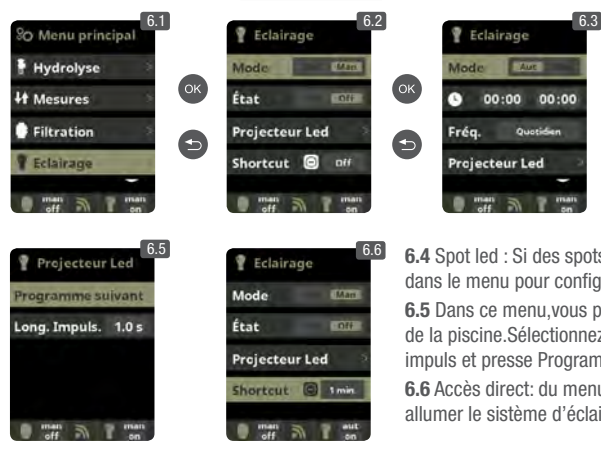 6.1
Menu principal
Hydrolyse
Mesures
Filtration
Eclairage
man off
man on
OK
6.2
Eclairage
Mode Man
État Off
Projecteur Led
Shortcut Off
man off
man on
OK
6.3
Eclairage
Mode Aut
00:00 00:00
Fréq. Quotidien
Projecteur Led
man off
man on
6.5
Projecteur Led
Programme suivant
Long. Impuls. 1.0 s
man off
man on
6.6
Eclairage
Mode Man
État Off
Projecteur Led
Shortcut 1 min
man off
aut on
6.4 Spot led : Si des spots
dans le menu pour config
6.5 Dans ce menu,vous p
de la piscine.Sélectionnez
impuls et presse Program
6.6 Accès direct: du menu
allumer le sistème d'éclai